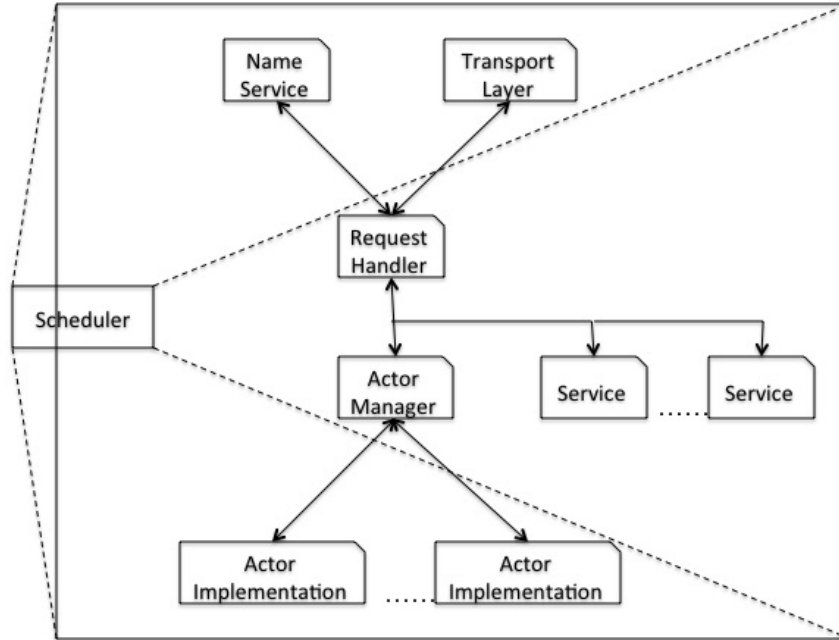 Name
Service
Transport
Layer
Request
Handler
Scheduler
Actor
Manager
Service
......
Service
Actor
Implementation
......
Actor
Implementation